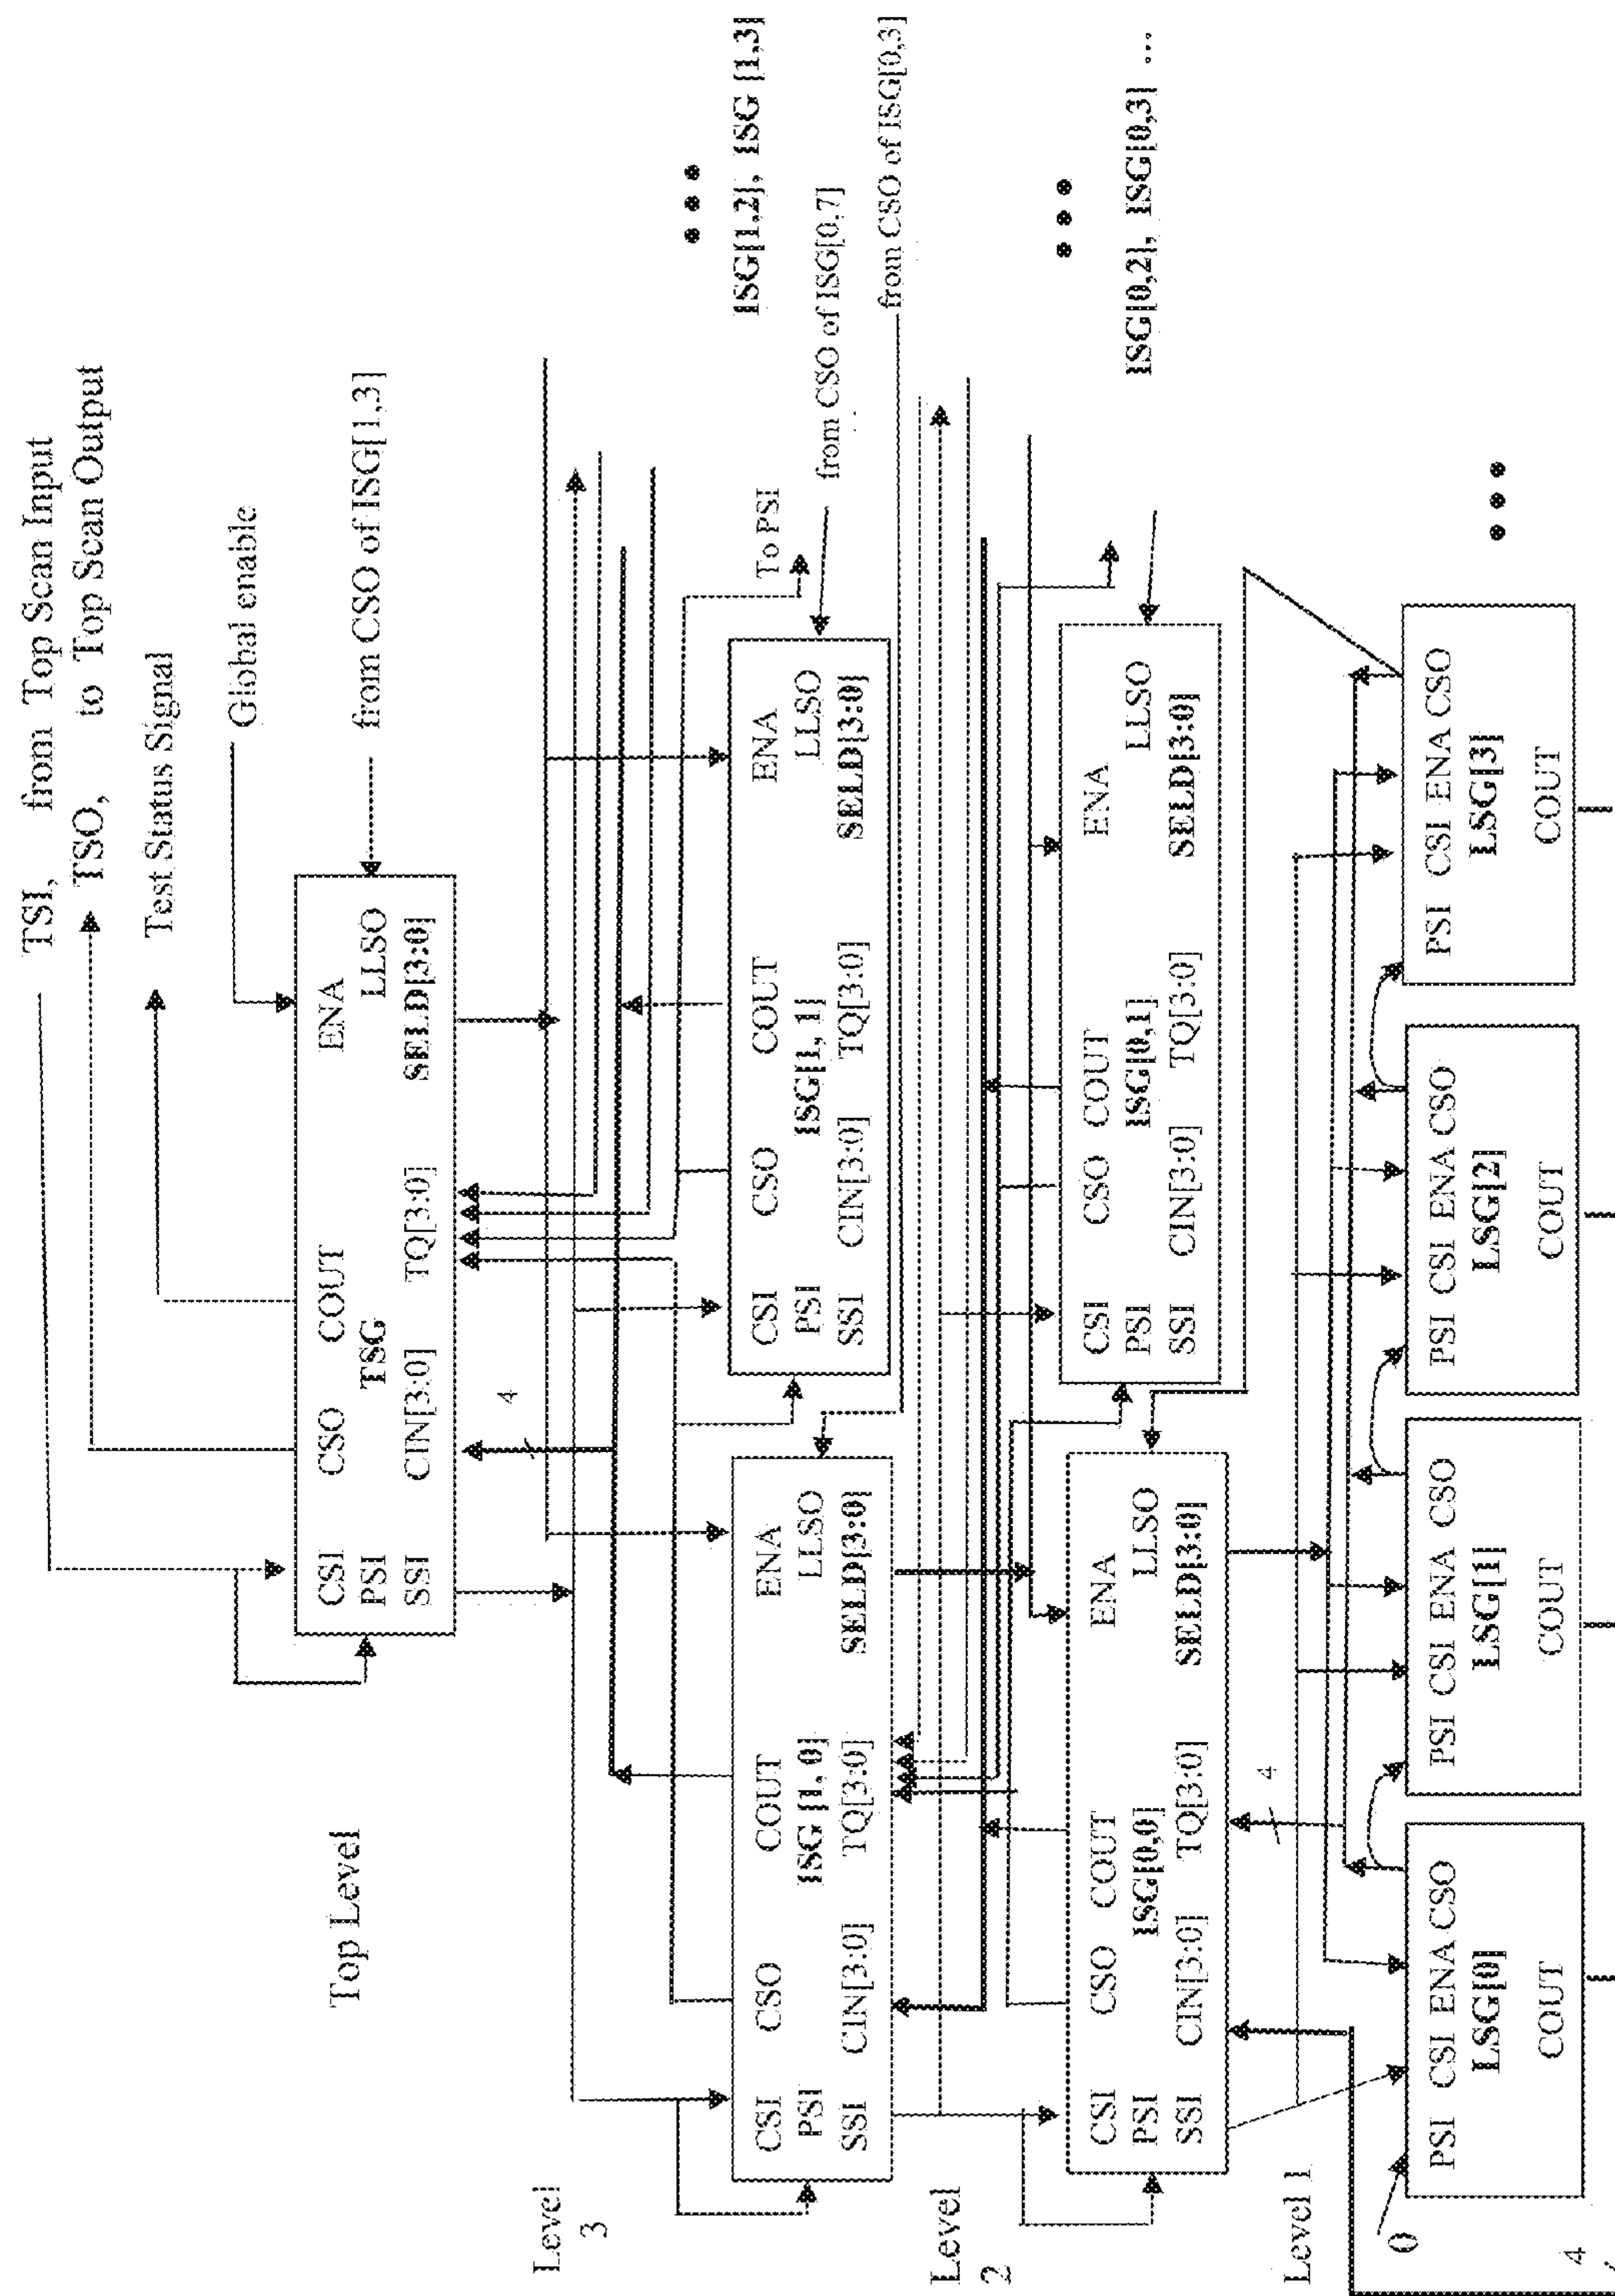 TSI, from Top Scan Input
TSO, to Top Scan Output
Test Status Signal
Global enable
from CSO of ISG[1,3]
Top Level
CSI CSO COUT ENA
PSI TSG LLSO
SSI CIN[3:0] TQ[3:0] SELD[3:0]
4
Level
3
CSI CSO COUT ENA
PSI ISG [1, 0] LLSO
SSI CIN[3:0] TQ[3:0] SELD[3:0]
CSI CSO COUT ENA
PSI ISG[1, 1] LLSO
SSI CIN[3:0] TQ[3:0] SELD[3:0]
To PSI
ISG[1,2], ISG [1,3]
from CSO of ISG[0,7]
from CSO of ISG[0,3]
Level
2
CSI CSO COUT ENA
PSI ISG[0,0] LLSO
SSI CIN[3:0] TQ[3:0] SELD[3:0]
CSI CSO COUT ENA
PSI ISG[0,1] LLSO
SSI CIN[3:0] TQ[3:0] SELD[3:0]
ISG[0,2], ISG[0,3] ...
4
Level 1
0
PSI CSI ENA CSO
LSG[0]
COUT
PSI CSI ENA CSO
LSG[1]
COUT
PSI CSI ENA CSO
LSG[2]
COUT
PSI CSI ENA CSO
LSG[3]
COUT
4